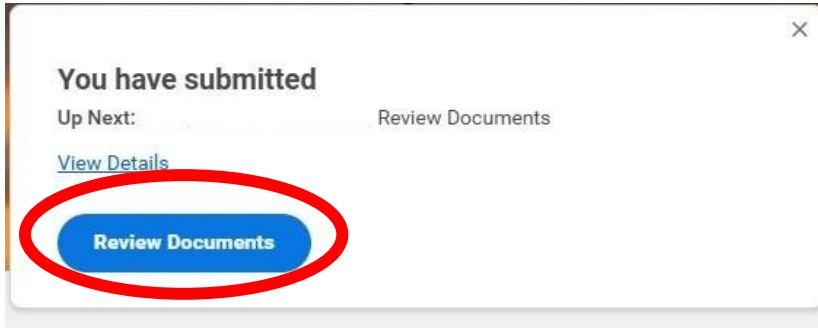 You have submitted
Up Next: Review Documents
View Details
Review Documents